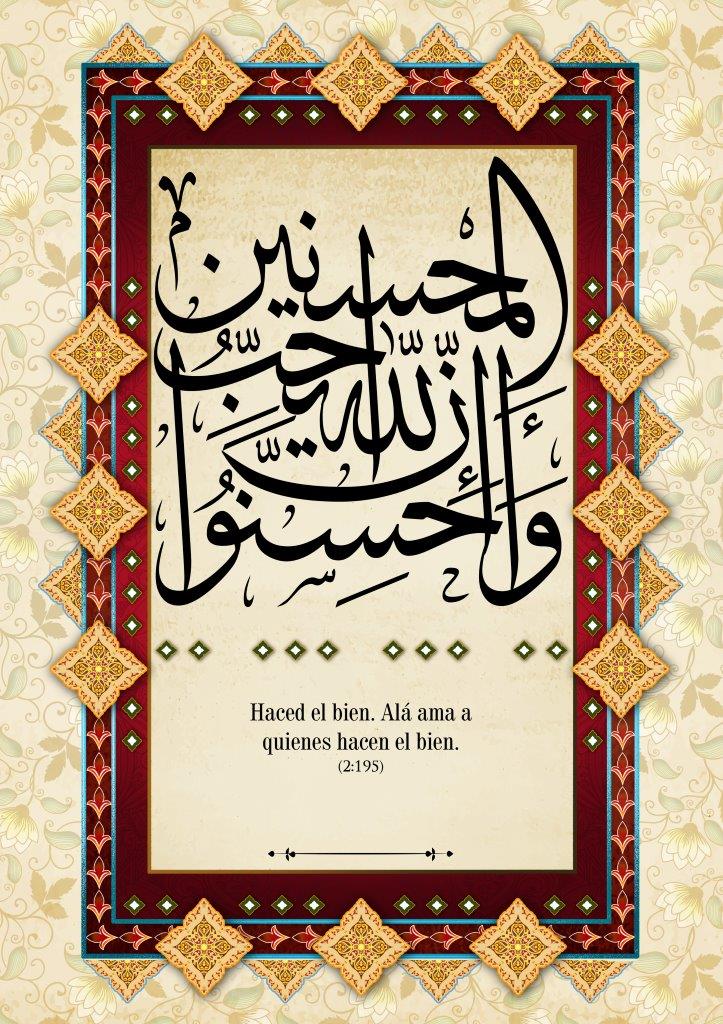 وَأَحْسِنُوا إِنَّ اللَّهَ يُحِبُّ الْمُحْسِنِينَ
Haced el bien. Alá ama a
quienes hacen el bien.
(2:195)